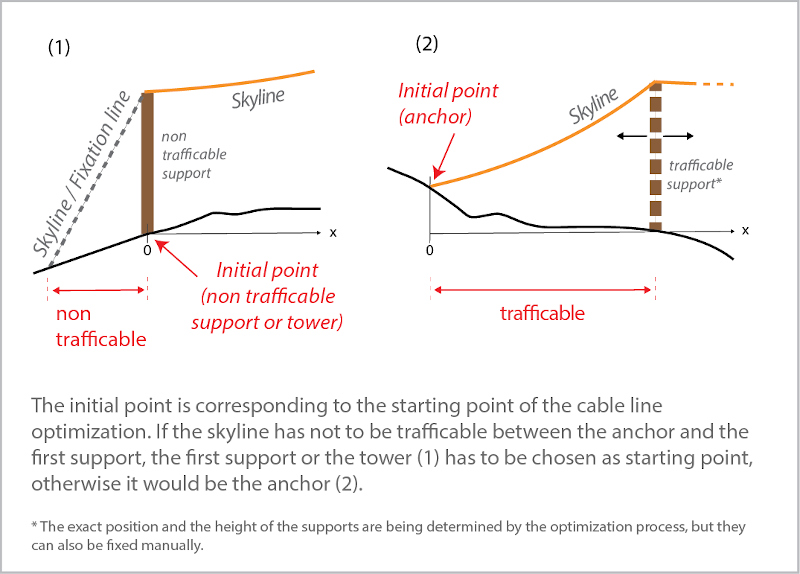 (1)
Skyline / Fixation line
Skyline
non
trafficable
support
x
0
Initial point
(non trafficable
support or tower)
non
trafficable
(2)
Initial point
(anchor)
Skyline
trafficable
support*
x
0
trafficable
The initial point is corresponding to the starting point of the cable line
optimization. If the skyline has not to be trafficable between the anchor and the
first support, the first support or the tower (1) has to be chosen as starting point,
otherwise it would be the anchor (2).
* The exact position and the height of the supports are being determined by the optimization process, but they
can also be fixed manually.